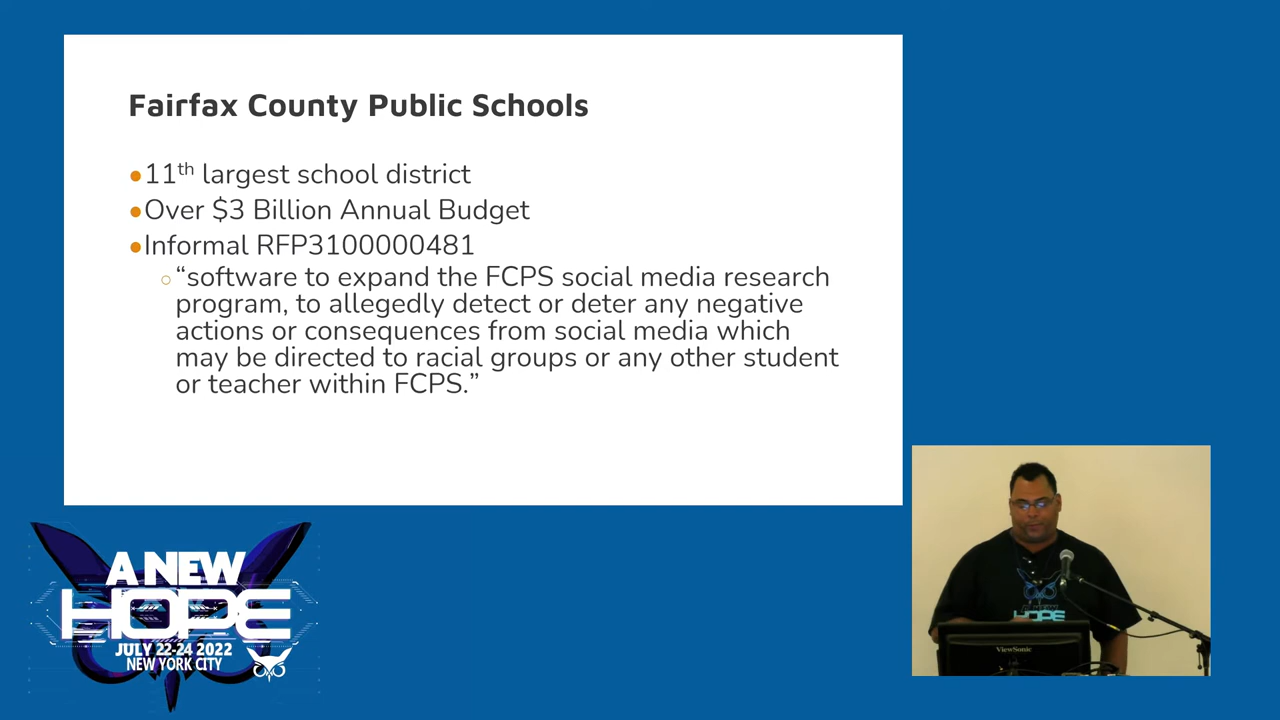 Fairfax County Public Schools
●11th largest school district
●Over $3 Billion Annual Budget
●Informal RFP3100000481
○“software to expand the FCPS social media research
program, to allegedly detect or deter any negative
actions or consequences from social media which
may be directed to racial groups or any other student
or teacher within FCPS.”
A NEW
HOPE
JULY 22-24 2022
NEW YORK CITY
HOPE
ViewSonic